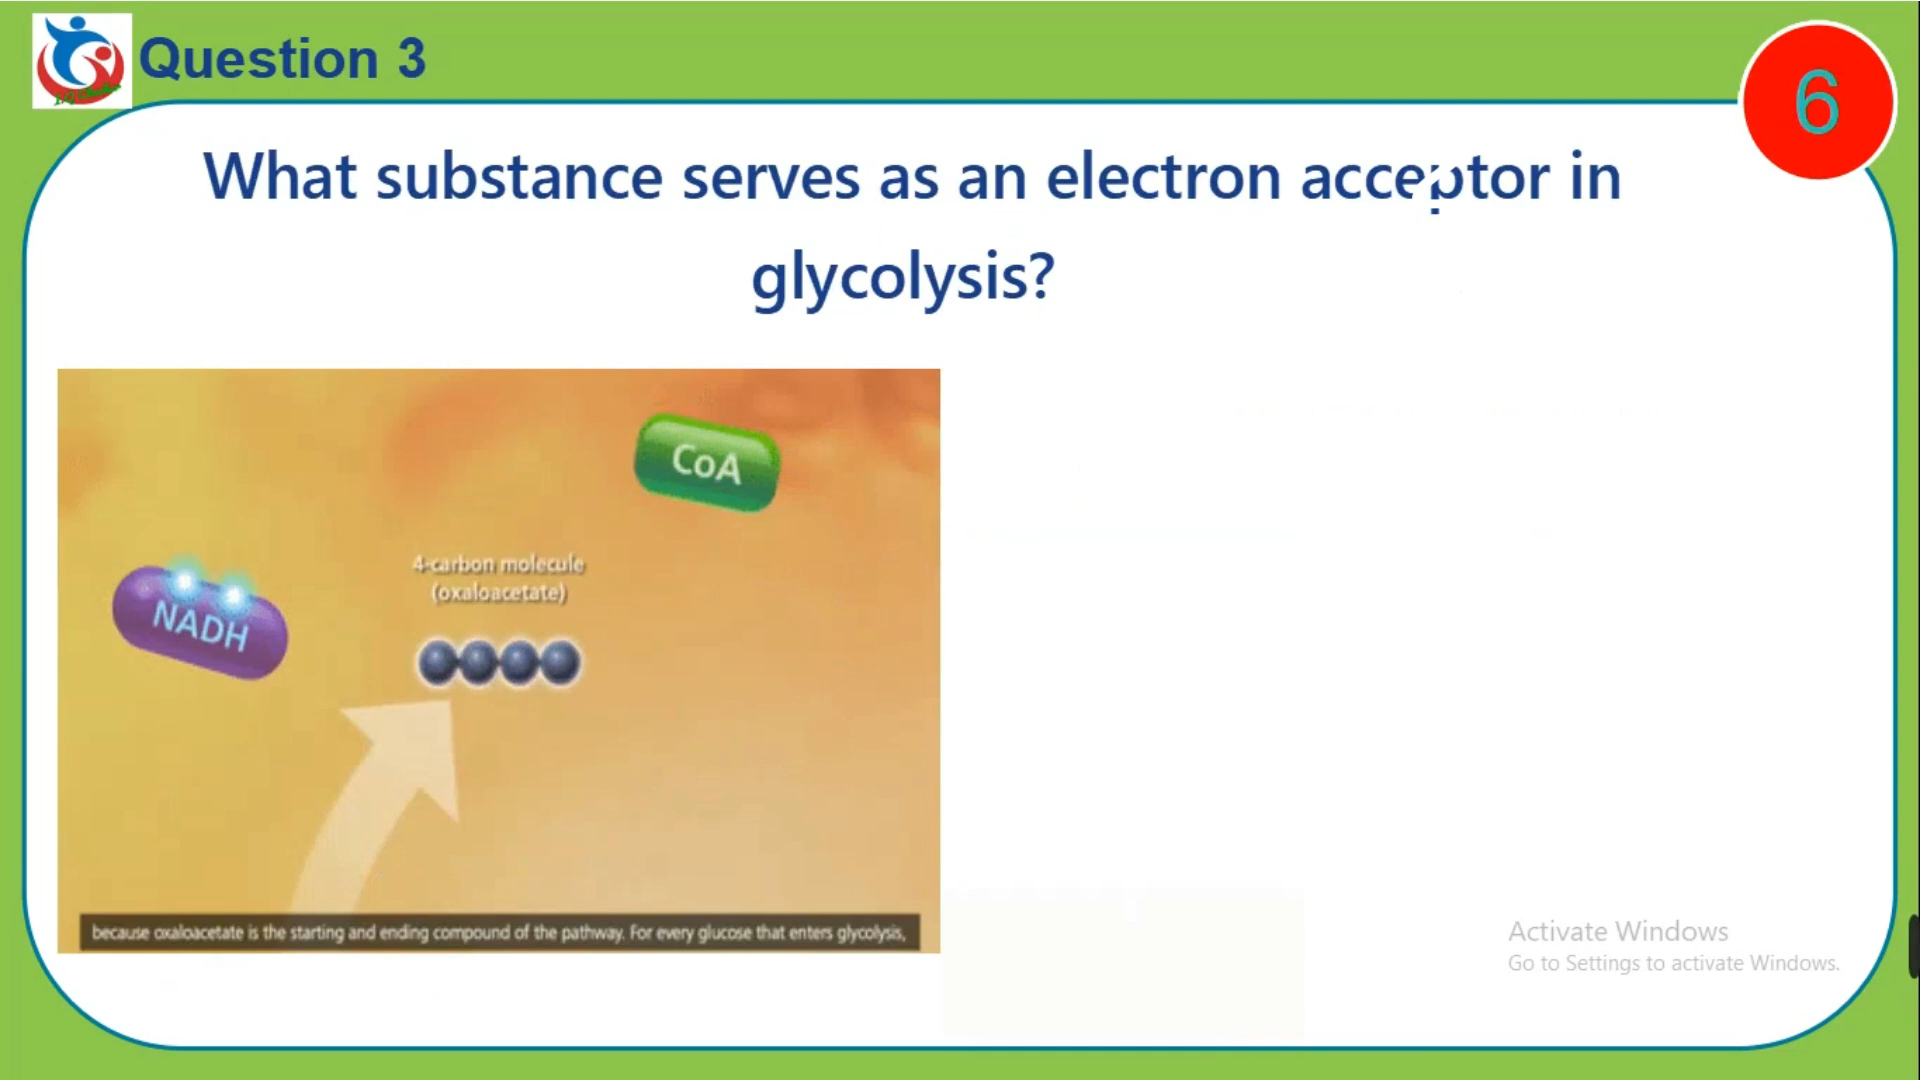 Question 3
6
What substance serves as an electron acceptor in
glycolysis?
CoA
4-carbon molecule
(oxaloacetate)
NADH
because oxaloacetate is the starting and ending compound of the pathway. For every glucose that enters glycolysis,
Activate Windows
Go to Settings to activate Windows.